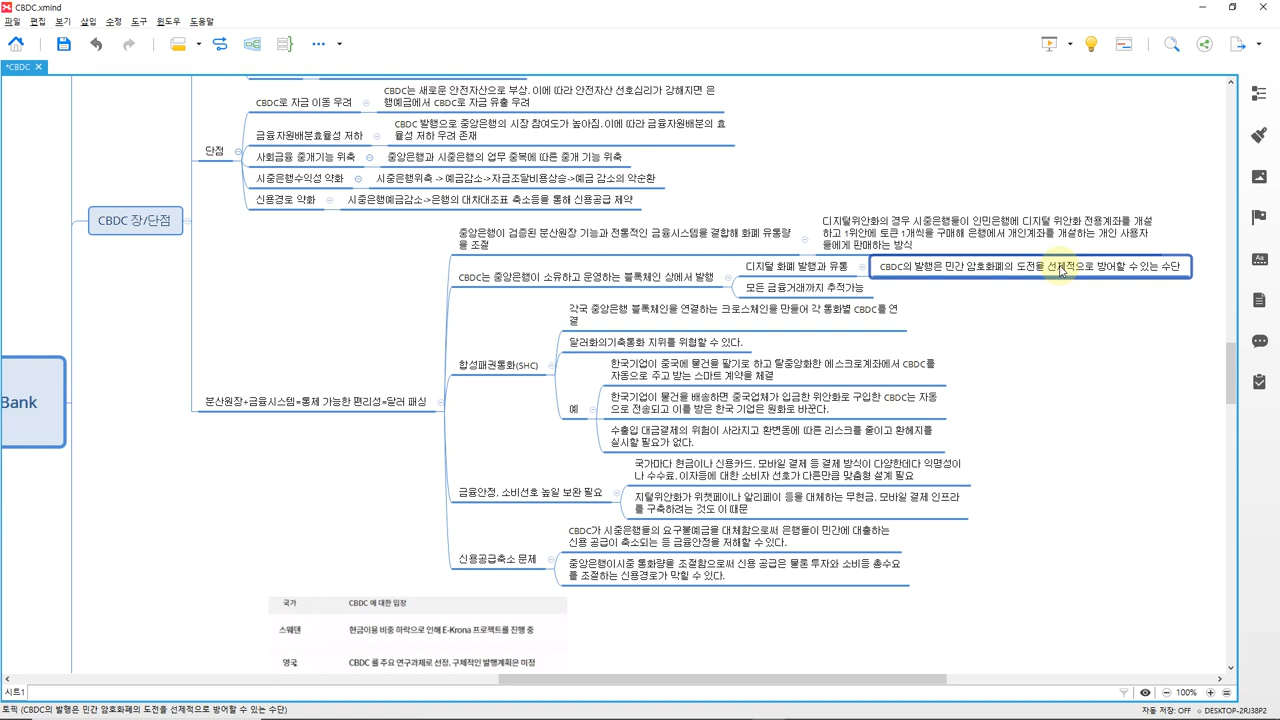 CBDC.xmind
파일 편집 보기 삽입 수정 도구 윈도우 도움말
*CBDC
CBDC로 자금 이동 우려
CBDC는 새로운 안전자산으로 부상. 이에 따라 안전자산 선호심리가 강해지면 은
행예금에서 CBDC로 자금 유출 우려
단점
금융자원배분효율성 저하
CBDC 발행으로 중앙은행의 시장 참여도가 높아짐.이에 따라 금융자원배분의 효
율성 저하 우려 존재
사회금융 중개기능 위축
중앙은행과 시중은행의 업무 중복에 따른 중개 기능 위축
시중은행수익성 약화
시중은행위축 -> 예금감소->자금조달비용상승->예금 감소의 악순환
신용경로 약화
시중은행예금감소->은행의 대차대조표 축소등을 통해 신용공급 제약
CBDC 장/단점
중앙은행이 검증된 분산원장 기능과 전통적인 금융시스템을 결합해 화폐 유통량
을 조절
디지털위안화의 경우 시중은행들이 인민은행에 디지털 위안화 전용계좌를 개설
하고 1위안에 토큰 1개씩을 구매해 은행에서 개인계좌를 개설하는 개인 사용자
들에게 판매하는 방식
CBDC는 중앙은행이 소유하고 운영하는 블록체인 상에서 발행
디지털 화폐 발행과 유통
CBDC의 발행은 민간 암호화폐의 도전을 선제적으로 방어할 수 있는 수단
모든 금융거래까지 추적가능
합성패권통화(SHC)
각국 중앙은행 블록체인을 연결하는 크로스체인을 만들어 각 통화별 CBDC를 연
결
달러화의기축통화 지위를 위협할 수 있다.
예
한국기업이 중국에 물건을 팔기로 하고 탈중앙화한 에스크로계좌에서 CBDC를
자동으로 주고 받는 스마트 계약을 체결
한국기업이 물건을 배송하면 중국업체가 입금한 위안화로 구입한 CBDC는 자동
으로 전송되고 이를 받은 한국 기업은 원화로 바꾼다.
수출입 대금결제의 위험이 사라지고 환변동에 따른 리스크를 줄이고 환헤지를
실시할 필요가 없다.
Bank
분산원장+금융시스템=통제 가능한 편리성=달러 패싱
금융안정, 소비선호 높일 보완 필요
국가마다 현금이나 신용카드, 모바일 결제 등 결제 방식이 다양한데다 익명성이
나 수수료, 이자등에 대한 소비자 선호가 다른만큼 맞춤형 설계 필요
지털위안화가 위챗페이나 알리페이 등을 대체하는 무현금, 모바일 결제 인프라
를 구축하려는 것도 이 때문
신용공급축소 문제
CBDC가 시중은행들의 요구불예금을 대체함으로써 은행들이 민간에 대출하는
신용 공급이 축소되는 등 금융안정을 저해할 수 있다.
중앙은행이시중 통화량을 조절함으로써 신용 공급은 물론 투자와 소비등 총수요
를 조절하는 신용경로가 막힐 수 있다.
국가 CBDC 에 대한 입장
스웨덴 현금이용 비중 하락으로 인해 E-Krona 프로젝트를 진행 중
영국 CBDC 를 주요 연구과제로 선정. 구체적인 발행계획은 미정
시트1
100%
토픽 (CBDC의 발행은 민간 암호화폐의 도전을 선제적으로 방어할 수 있는 수단)
자동 저장: OFF DESKTOP-2RJ38P2